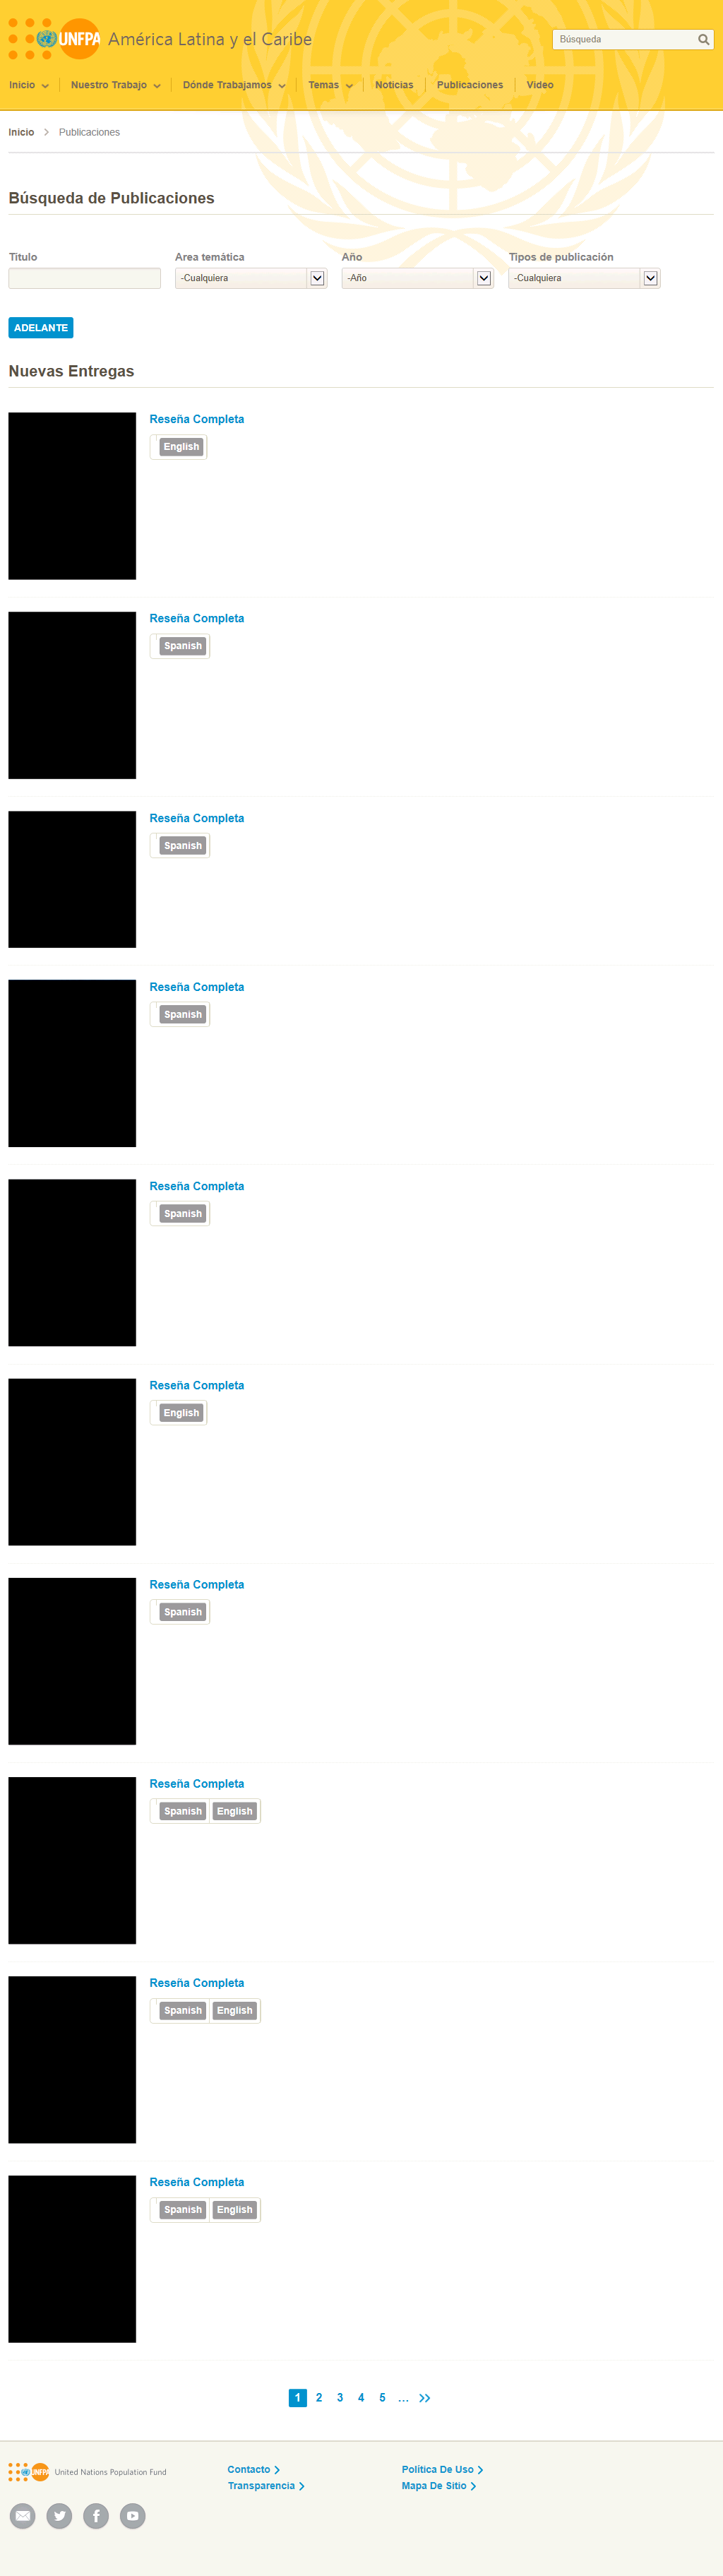 UNFPA América Latina y el Caribe
Búsqueda
Inicio Nuestro Trabajo Dónde Trabajamos Temas Noticias Publicaciones Video
Inicio Publicaciones
Búsqueda de Publicaciones
Titulo Area temática Año Tipos de publicación
-Cualquiera -Año -Cualquiera
ADELANTE
Nuevas Entregas
Reseña Completa
English
Reseña Completa
Spanish
Reseña Completa
Spanish
Reseña Completa
Spanish
Reseña Completa
Spanish
Reseña Completa
English
Reseña Completa
Spanish
Reseña Completa
Spanish English
Reseña Completa
Spanish English
Reseña Completa
Spanish English
1 2 3 4 5 ...
UNFPA United Nations Population Fund
Contacto
Transparencia
Politica De Uso
Mapa De Sitio